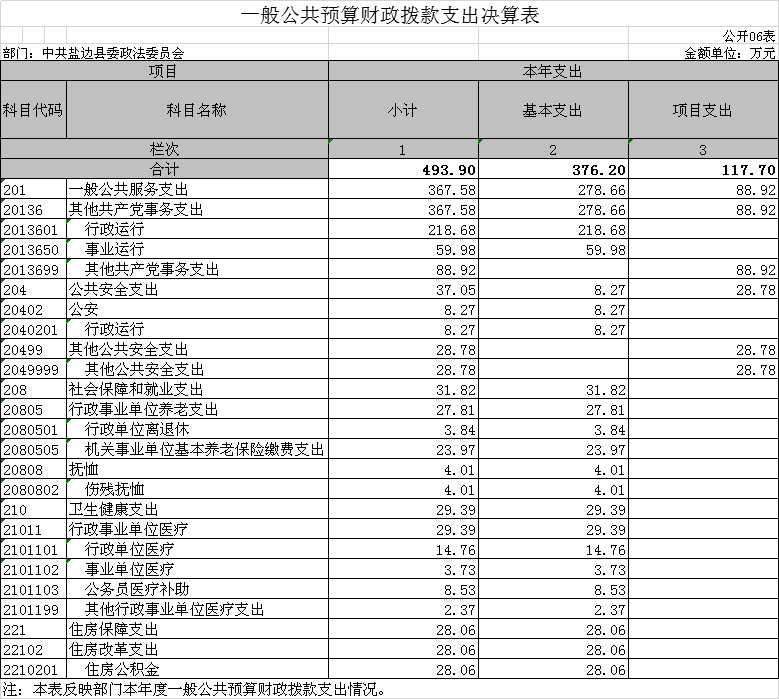 一般公共预算财政拨款支出决算表
公开06表
部门：中共盐边县委政法委员会 金额单位：万元
项目 本年支出
科目代码 科目名称 小计 基本支出 项目支出
栏次 1 2 3
合计 493.90 376.20 117.70
201 一般公共服务支出 367.58 278.66 88.92
20136 其他共产党事务支出 367.58 278.66 88.92
2013601 行政运行 218.68 218.68
2013650 事业运行 59.98 59.98
2013699 其他共产党事务支出 88.92 88.92
204 公共安全支出 37.05 8.27 28.78
20402 公安 8.27 8.27
2040201 行政运行 8.27 8.27
20499 其他公共安全支出 28.78 28.78
2049999 其他公共安全支出 28.78 28.78
208 社会保障和就业支出 31.82 31.82
20805 行政事业单位养老支出 27.81 27.81
2080501 行政单位离退休 3.84 3.84
2080505 机关事业单位基本养老保险缴费支出 23.97 23.97
20808 抚恤 4.01 4.01
2080802 伤残抚恤 4.01 4.01
210 卫生健康支出 29.39 29.39
21011 行政事业单位医疗 29.39 29.39
2101101 行政单位医疗 14.76 14.76
2101102 事业单位医疗 3.73 3.73
2101103 公务员医疗补助 8.53 8.53
2101199 其他行政事业单位医疗支出 2.37 2.37
221 住房保障支出 28.06 28.06
22102 住房改革支出 28.06 28.06
2210201 住房公积金 28.06 28.06
注：本表反映部门本年度一般公共预算财政拨款支出情况。